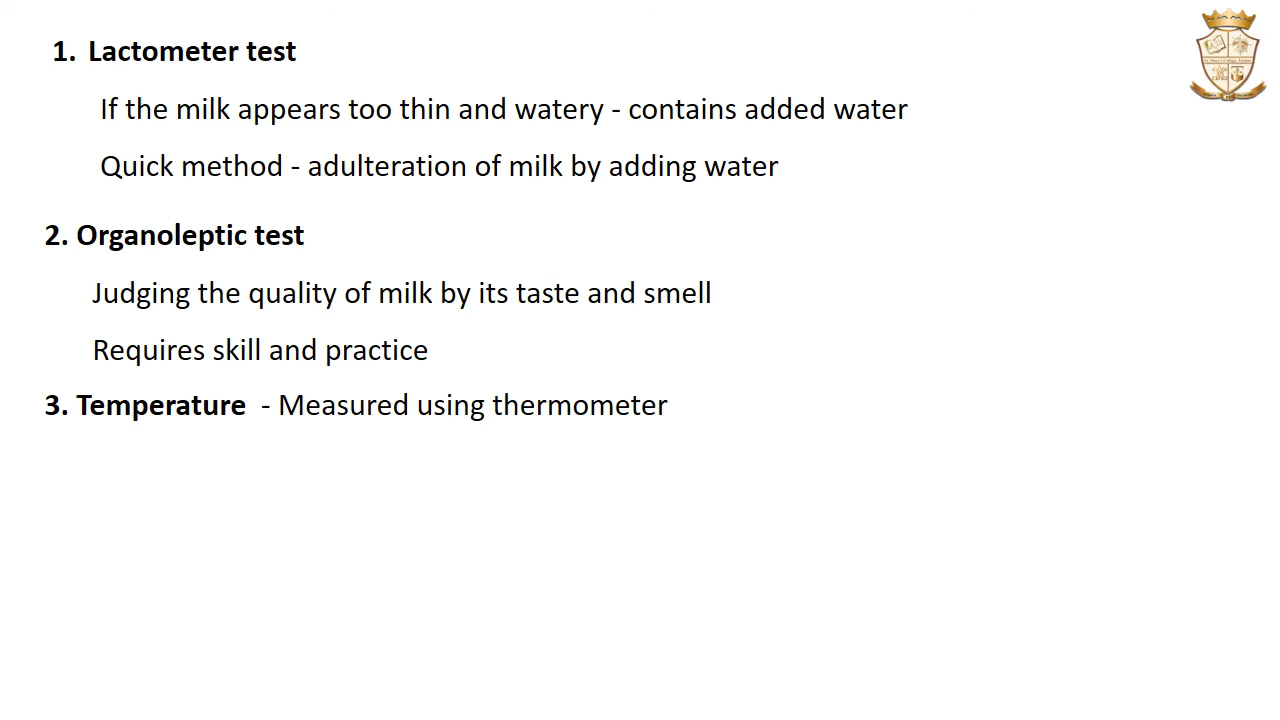 1. Lactometer test
If the milk appears too thin and watery - contains added water
Quick method - adulteration of milk by adding water
2. Organoleptic test
Judging the quality of milk by its taste and smell
Requires skill and practice
3. Temperature - Measured using thermometer